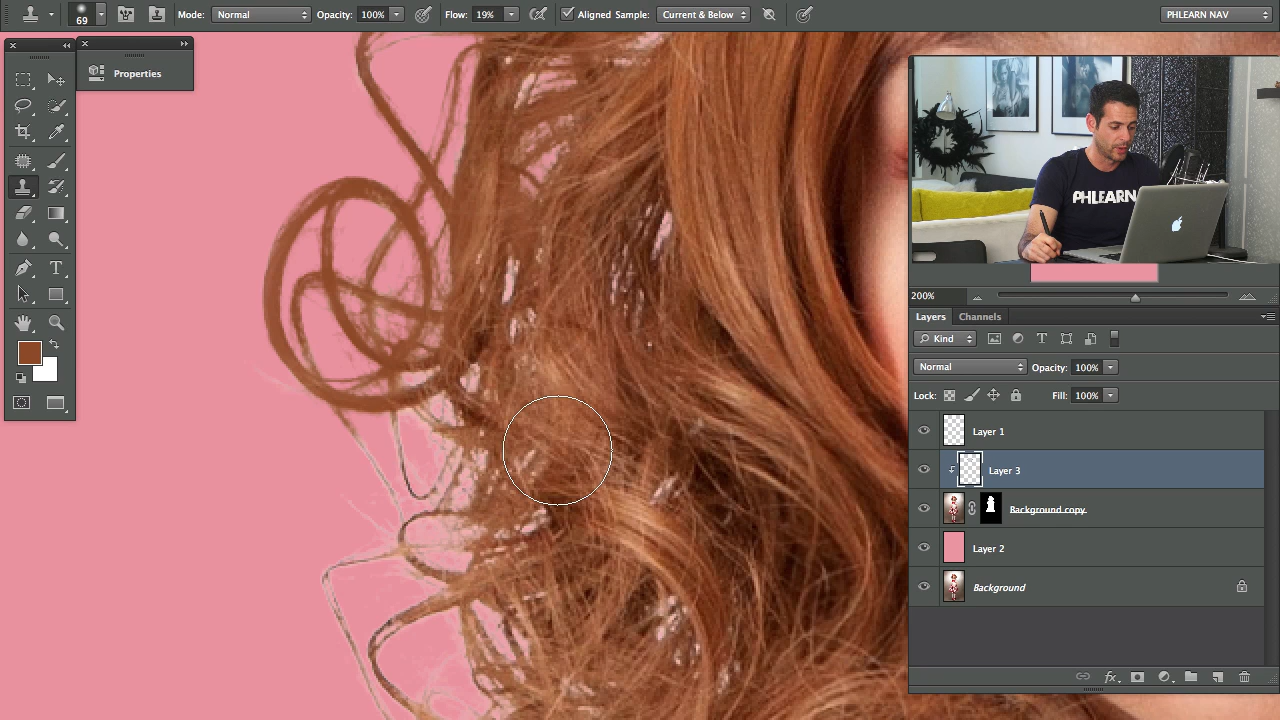 69 Mode: Normal Opacity: 100% Flow: 19% Aligned Sample: Current & Below PHLEARN NAV
Properties
T
PHLEARN
200%
Layers Channels
Kind T
Normal Opacity: 100%
Lock: Fill: 100%
Layer 1
Layer 3
Background copy
Layer 2
Background
fx